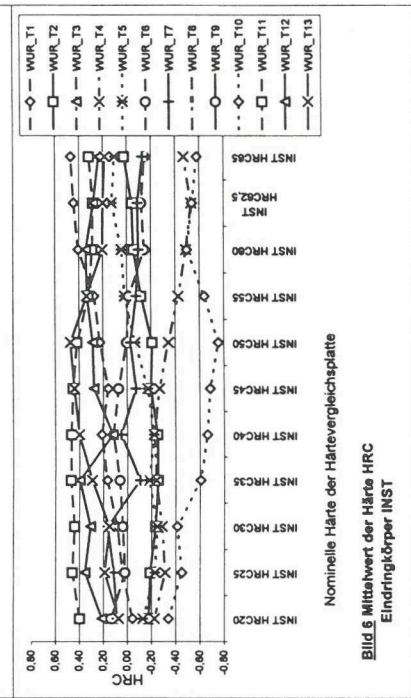 WUR_T1
WUR_T2
WUR_T3
WUR_T4
WUR_T5
WUR_T6
WUR_T7
WUR_T8
WUR_T9
WUR_T10
WUR_T11
WUR_T12
WUR_T13
0,80
0,60
0,40
0,20
0,00
-0,20
-0,40
-0,60
-0,80
HRC
INST HRC20
INST HRC25
INST HRC30
INST HRC35
INST HRC40
INST HRC45
INST HRC50
INST HRC55
INST HRC60
INST
HRC62,5
INST HRC65
Nominelle Härte der Härtevergleichsplatte
Bild 6 Mittelwert der Härte HRC
Eindringkörper INST